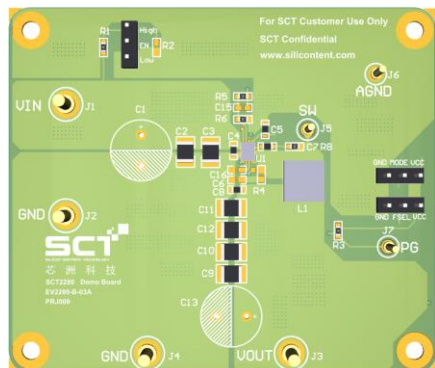 For SCT Customer Use Only
SCT Confidential
www.silicontent.com
R1
High
EN
Low
R2
J6
AGND
VIN
J1
C1
R5
C15
R6
SW
J5
C2
C3
C4
C5
U1
C7
R8
GND MODE VCC
C16
C6
C8
R4
L1
GND FSEL VCC
GND
J2
C11
C12
C10
C9
R3
J7
PG
SCT
芯洲科技
SCT2280 Demo Board
EV2280-B-03A
PRJ009
C13
GND
J4
VOUT
J3